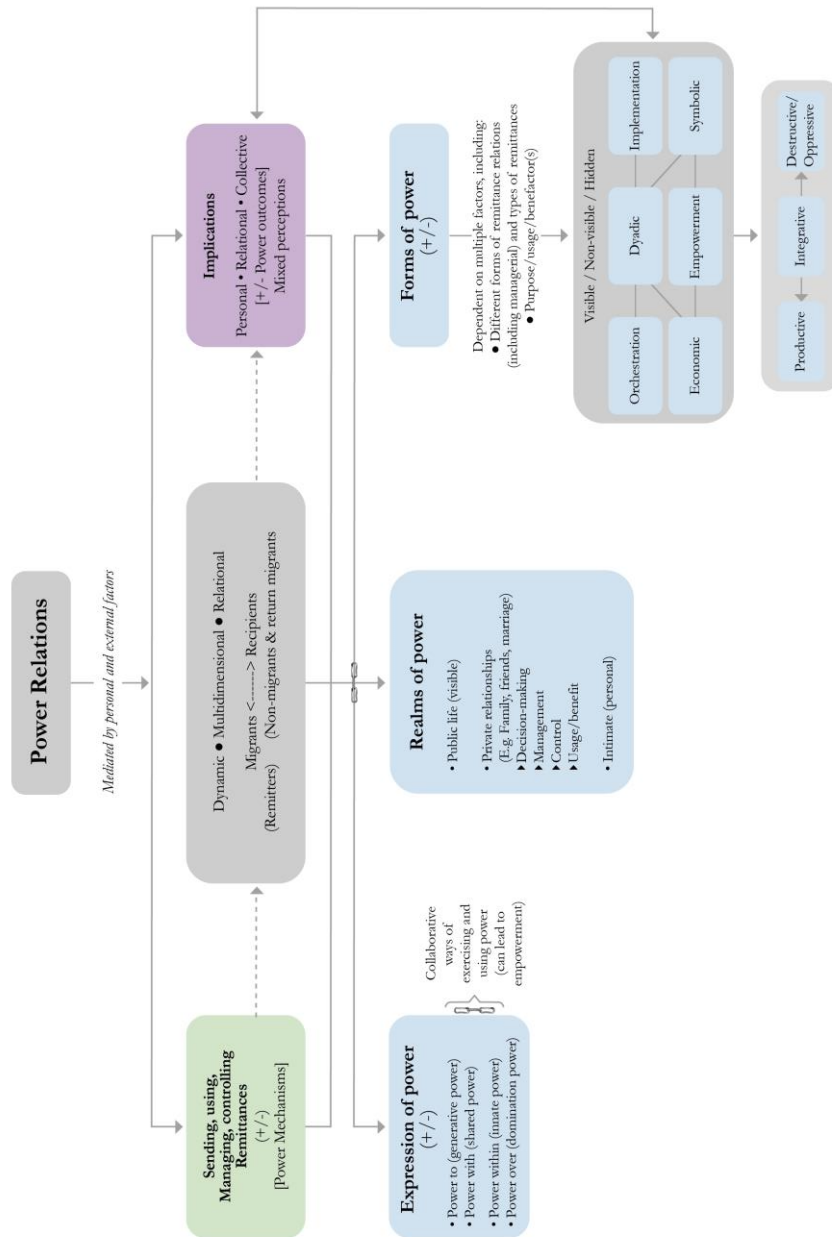 Power Relations
Mediated by personal and external factors
Sending, using,
Managing, controlling
Remittances
(+/-)
[Power Mechanisms]
Dynamic ● Multidimensional ● Relational
Migrants <------> Recipients
(Remitters) (Non-migrants & return migrants
Implications
Personal • Relational • Collective
[+/- Power outcomes]
Mixed perceptions
Expression of power
(+/-)
• Power to (generative power)
• Power with (shared power)
• Power within (innate power)
• Power over (domination power)
Collaborative
ways of
exercising and
using power
(can lead to
empowerment)
Realms of power
• Public life (visible)
• Private relationships
(E.g. Family, friends, marriage)
▸Decision-making
▸Management
▸Control
▸Usage/benefit
• Intimate (personal)
Forms of power
(+/-)
Dependent on multiple factors, including:
● Different forms of remittance relations
(including managerial) and types of remittances
● Purpose/usage/benefactor(s)
Visible / Non-visible / Hidden
Orchestration
Dyadic
Implementation
Economic
Empowerment
Symbolic
Productive
Integrative
Destructive/
Oppressive